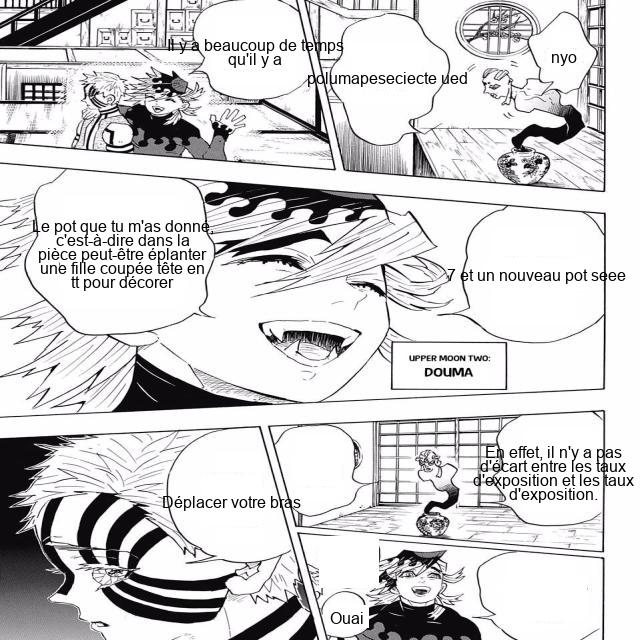 Il y a beaucoup de temps
qu'il y a
polumapeseciecte ued
nyo
Le pot que tu m'as donne,
c'est-à-dire dans la
pièce peut-être éplanter
une fille coupée tête en
tt pour décorer
7 et un nouveau pot seee
UPPER MOON TWO:
DOUMA
Déplacer votre bras
En effet, il n'y a pas
d'écart entre les taux
d'exposition et les taux
d'exposition.
Ouai